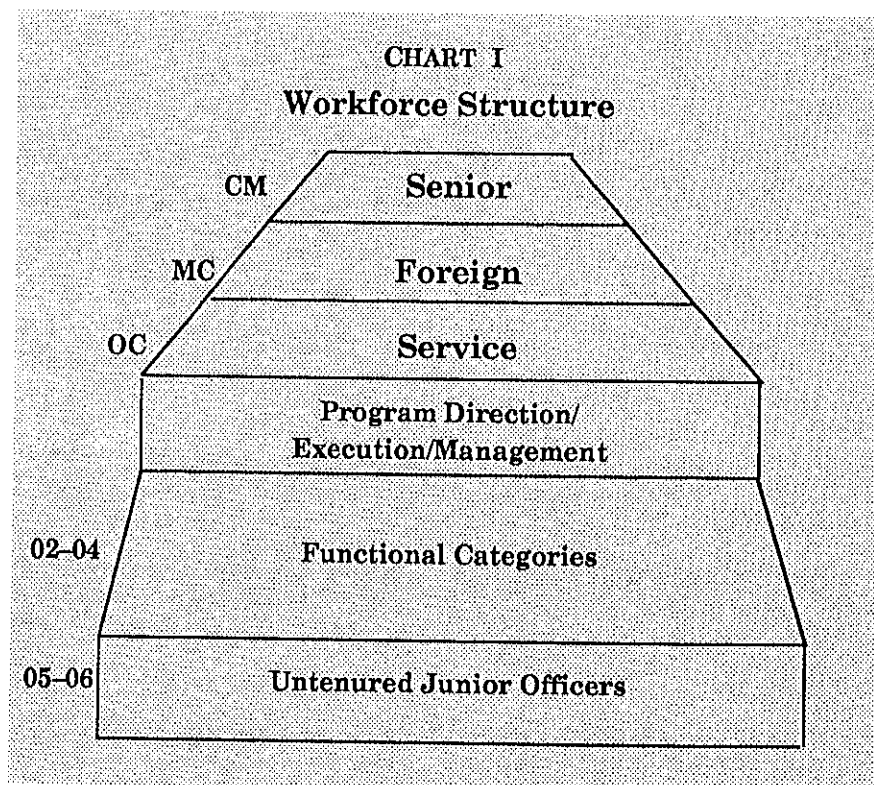 CHART I
Workforce Structure
CM Senior
MC Foreign
OC Service
Program Direction/
Execution/Management
02–04 Functional Categories
05–06 Untenured Junior Officers